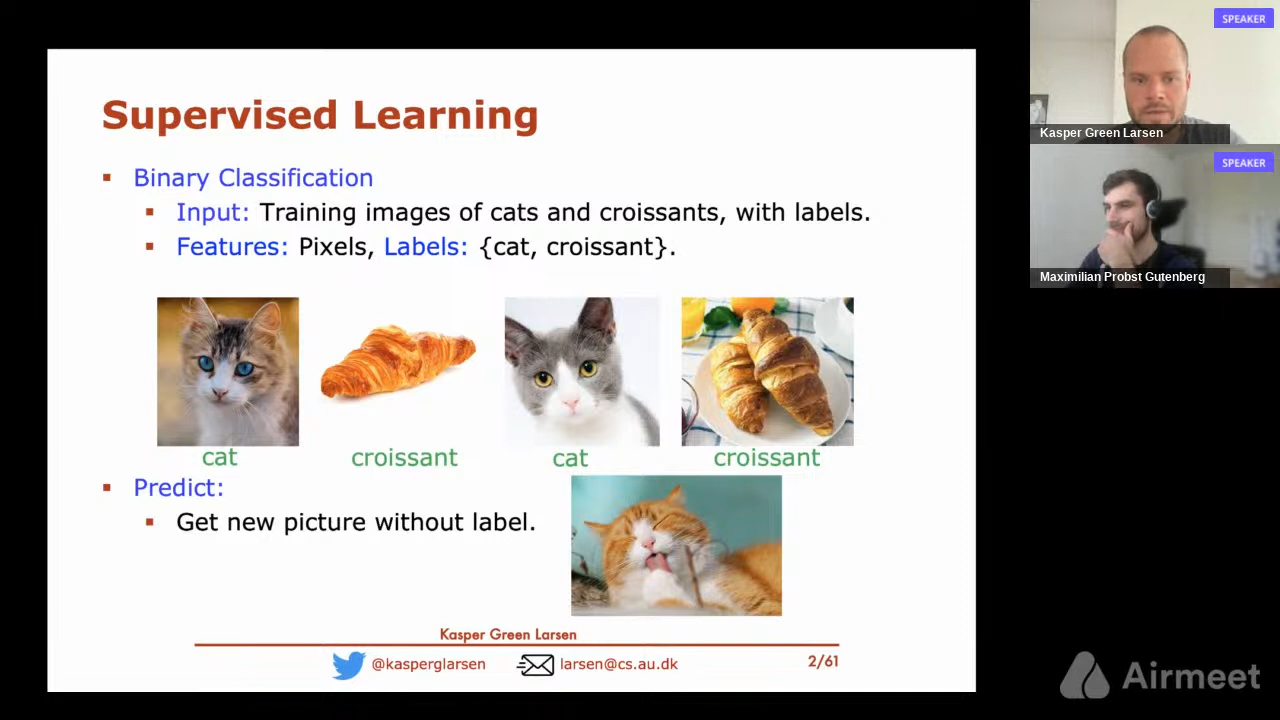 Supervised Learning
Binary Classification
Input: Training images of cats and croissants, with labels.
Features: Pixels, Labels: {cat, croissant}.
cat
croissant
cat
croissant
Predict:
Get new picture without label.
Kasper Green Larsen
@kasperglarsen
larsen@cs.au.dk
2/61
SPEAKER
Kasper Green Larsen
SPEAKER
Maximilian Probst Gutenberg
Airmeet